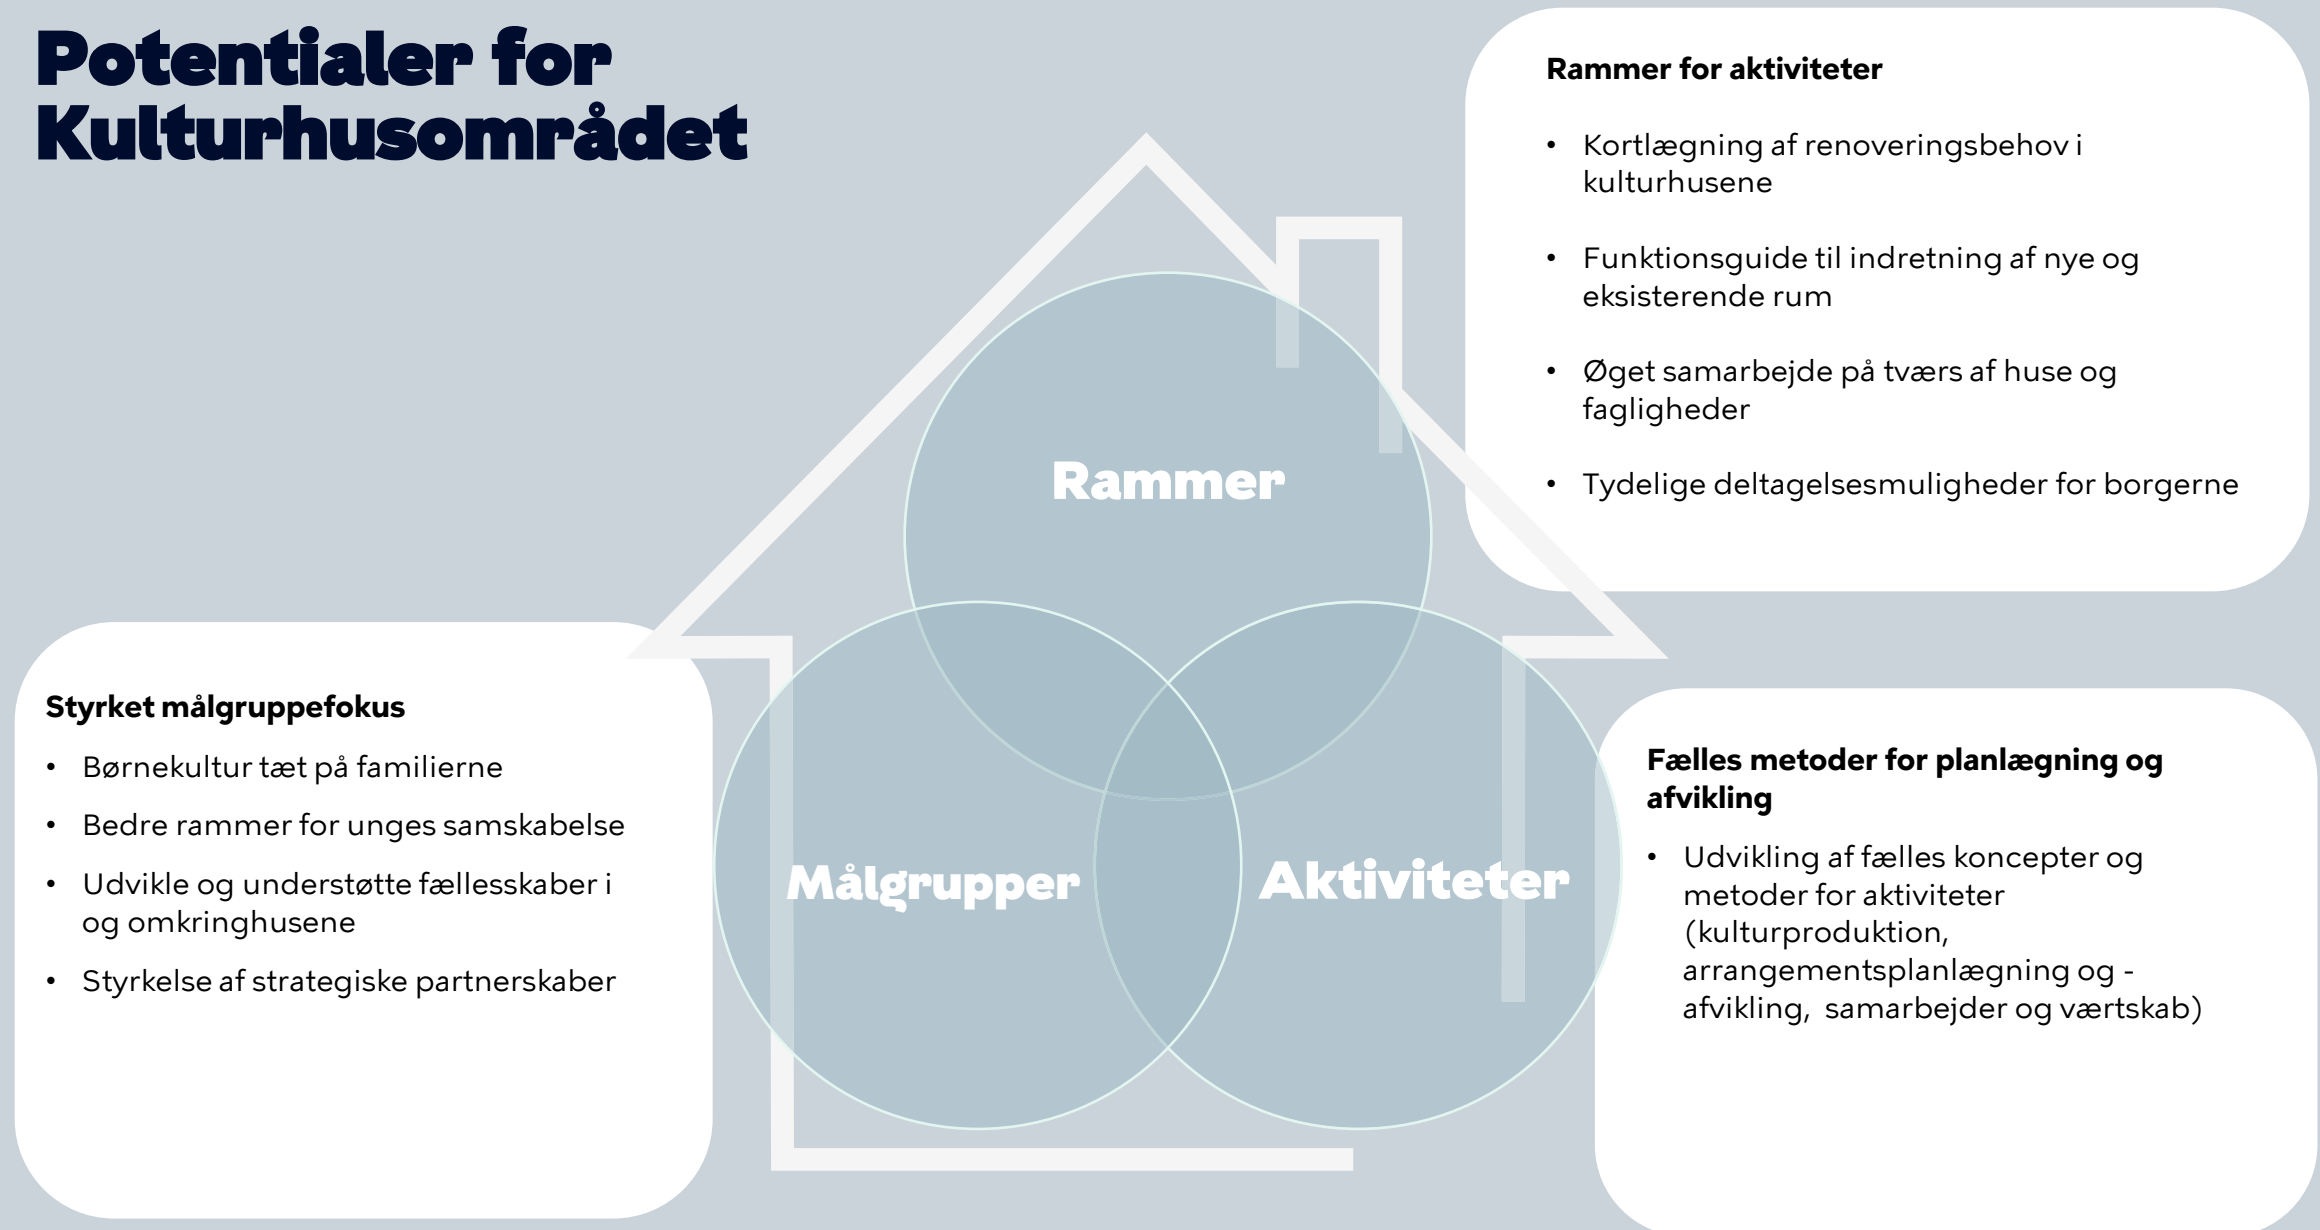 Potentialer for
Kulturhusområdet
Rammer for aktiviteter
• Kortlægning af renoveringsbehov i
kulturhusene
• Funktionsguide til indretning af nye og
eksisterende rum
• Øget samarbejde på tværs af huse og
fagligheder
• Tydelige deltagelsesmuligheder for borgerne
Rammer
Målgrupper
Aktiviteter
Styrket målgruppefokus
• Børnekultur tæt på familierne
• Bedre rammer for unges samskabelse
• Udvikle og understøtte fællesskaber i
og omkringhusene
• Styrkelse af strategiske partnerskaber
Fælles metoder for planlægning og
afvikling
• Udvikling af fælles koncepter og
metoder for aktiviteter
(kulturproduktion,
arrangementsplanlægning og -
afvikling,  samarbejder og værtskab)